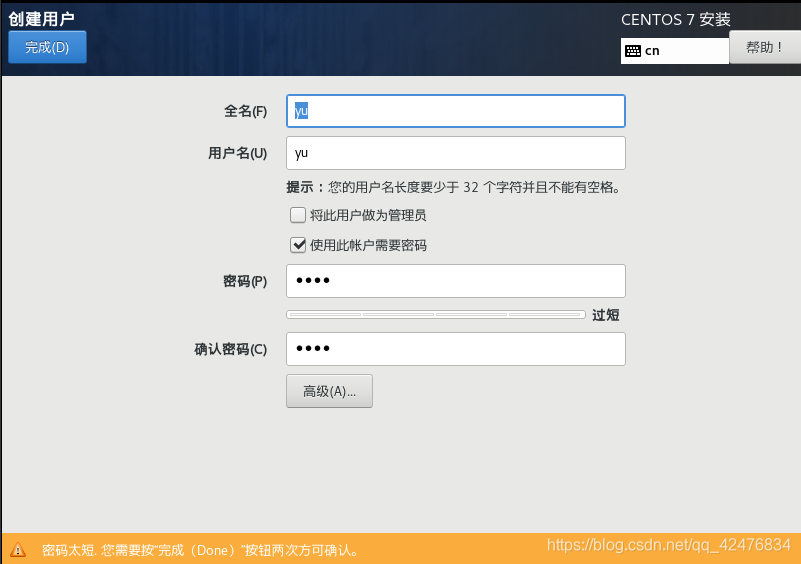 创建用户
CENTOS 7 安装
完成(D)
cn
帮助！
全名(F)
yu
用户名(U)
yu
提示：您的用户名长度要少于 32 个字符并且不能有空格。
将此用户做为管理员
使用此帐户需要密码
密码(P)
••••
过短
确认密码(C)
••••
高级(A)...
密码太短. 您需要按“完成（Done）”按钮两次方可确认。
https://blog.csdn.net/qq_42476834